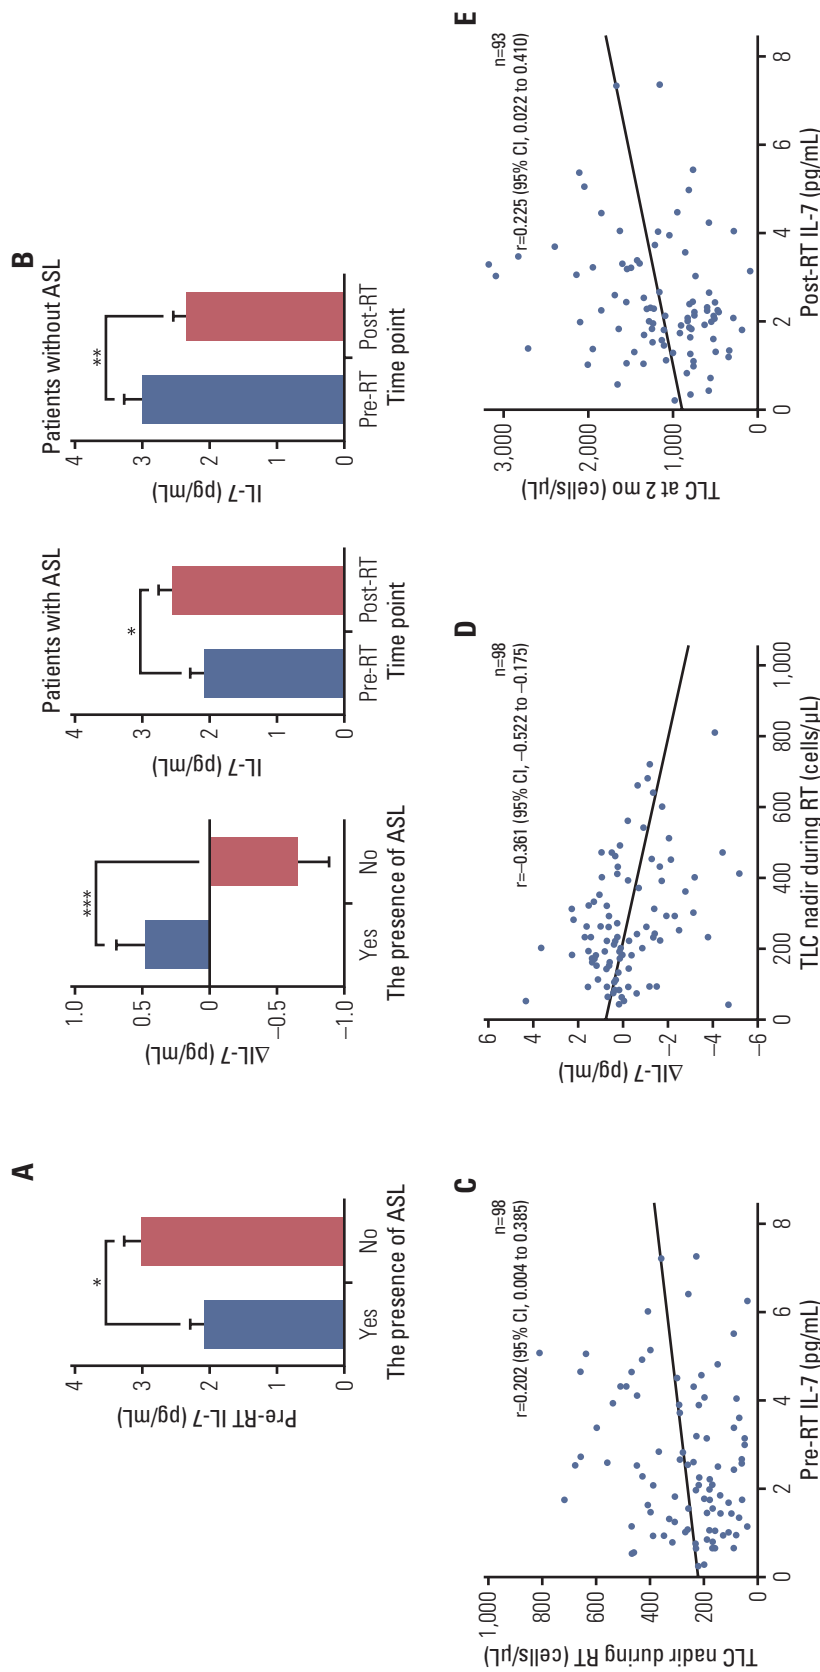 A
Pre-RT IL-7 (pg/mL)
4
3
2
1
0
*
Yes
No
The presence of ASL
ΔIL-7 (pg/mL)
1.0
0.5
0
−0.5
−1.0
***
Yes
No
The presence of ASL
B
Patients with ASL
IL-7 (pg/mL)
4
3
2
1
0
*
Pre-RT
Post-RT
Time point
Patients without ASL
IL-7 (pg/mL)
4
3
2
1
0
**
Pre-RT
Post-RT
Time point
C
n=98
r=0.202 (95% CI, 0.004 to 0.385)
TLC nadir during RT (cells/μL)
1,000
800
600
400
200
0
0
2
4
6
8
Pre-RT IL-7 (pg/mL)
D
n=98
r=−0.361 (95% CI, −0.522 to −0.175)
ΔIL-7 (pg/mL)
6
4
2
0
−2
−4
−6
0
200
400
600
800
1,000
TLC nadir during RT (cells/μL)
E
n=93
r=0.225 (95% CI, 0.022 to 0.410)
TLC at 2 mo (cells/μL)
3,000
2,000
1,000
0
0
2
4
6
8
Post-RT IL-7 (pg/mL)